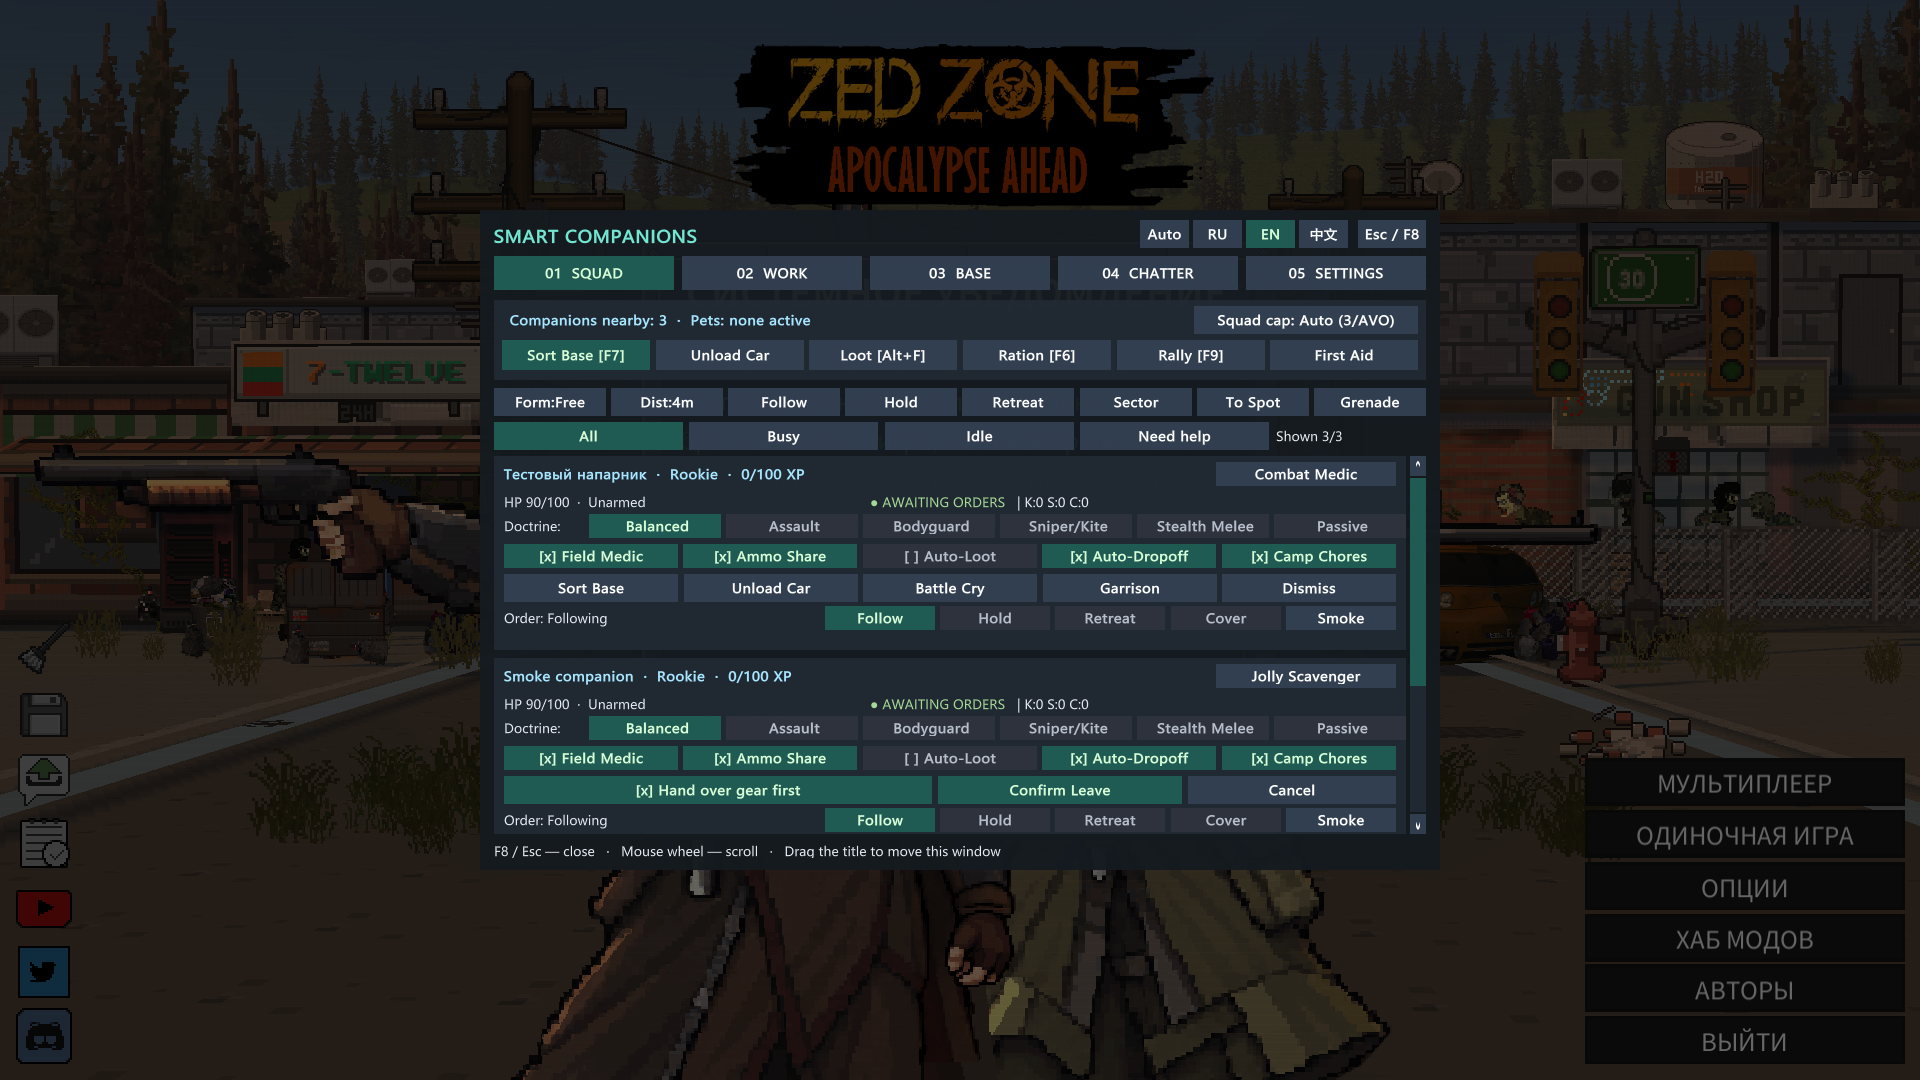 ZED ZONE
APOCALYPSE AHEAD
SMART COMPANIONS
Auto RU EN 中文 Esc / F8
01 SQUAD 02 WORK 03 BASE 04 CHATTER 05 SETTINGS
Companions nearby: 3 · Pets: none active Squad cap: Auto (3/AVO)
Sort Base [F7] Unload Car Loot [Alt+F] Ration [F6] Rally [F9] First Aid
Form:Free Dist:4m Follow Hold Retreat Sector To Spot Grenade
All Busy Idle Need help Shown 3/3
Тестовый напарник · Rookie · 0/100 XP Combat Medic
HP 90/100 · Unarmed ● AWAITING ORDERS | K:0 S:0 C:0
Doctrine: Balanced Assault Bodyguard Sniper/Kite Stealth Melee Passive
[x] Field Medic [x] Ammo Share [ ] Auto-Loot [x] Auto-Dropoff [x] Camp Chores
Sort Base Unload Car Battle Cry Garrison Dismiss
Order: Following Follow Hold Retreat Cover Smoke
Smoke companion · Rookie · 0/100 XP Jolly Scavenger
HP 90/100 · Unarmed ● AWAITING ORDERS | K:0 S:0 C:0
Doctrine: Balanced Assault Bodyguard Sniper/Kite Stealth Melee Passive
[x] Field Medic [x] Ammo Share [ ] Auto-Loot [x] Auto-Dropoff [x] Camp Chores
[x] Hand over gear first Confirm Leave Cancel
Order: Following Follow Hold Retreat Cover Smoke
F8 / Esc — close · Mouse wheel — scroll · Drag the title to move this window
7-TWELVE
24H
H2O
30
GUN SHOP
МУЛЬТИПЛЕЕР
ОДИНОЧНАЯ ИГРА
ОПЦИИ
ХАБ МОДОВ
АВТОРЫ
ВЫЙТИ